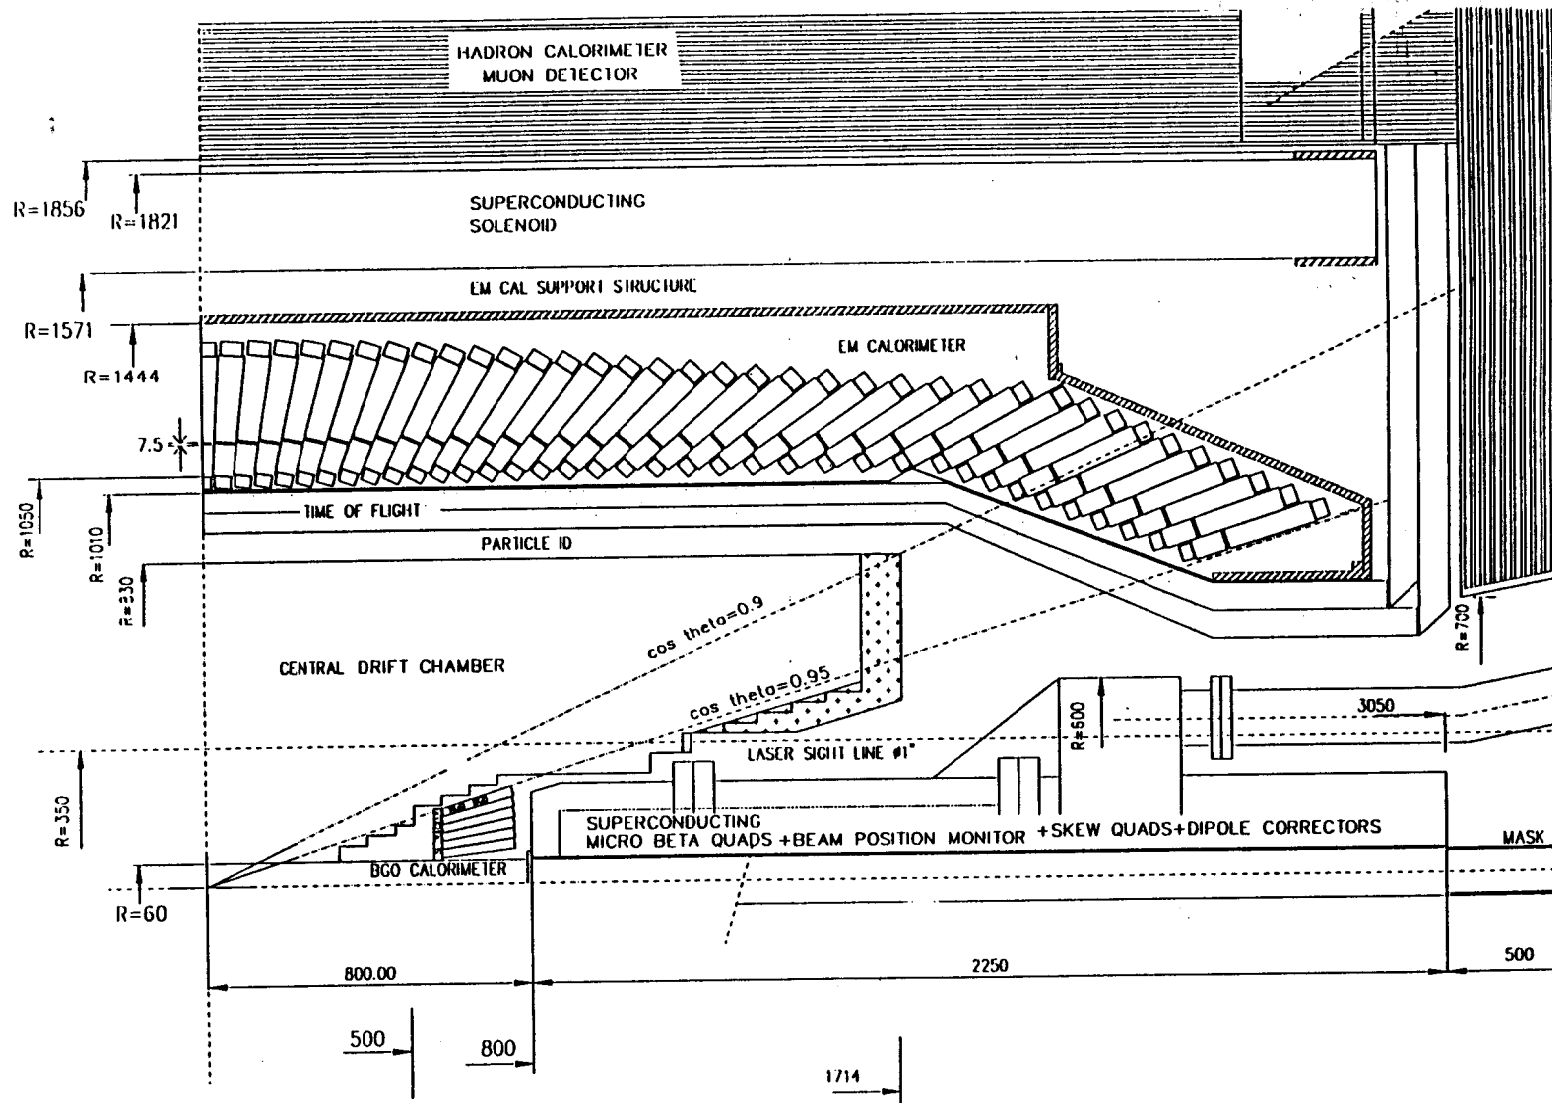 HADRON CALORIMETER
MUON DETECTOR
R=1856
R=1821
SUPERCONDUCTING
SOLENOID
EM CAL SUPPORT STRUCTURE
R=1571
R=1444
EM CALORIMETER
7.5
R=1050
R=1010
TIME OF FLIGHT
PARTICLE ID
R=830
cos theta=0.9
CENTRAL DRIFT CHAMBER
cos theta=0.95
R=700
R=600
3050
LASER SIGHT LINE ø1"
R=350
SUPERCONDUCTING
MICRO BETA QUADS +BEAM POSITION MONITOR +SKEW QUADS+DIPOLE CORRECTORS
MASK
BGO CALORIMETER
R=60
800.00
2250
500
500
800
1714